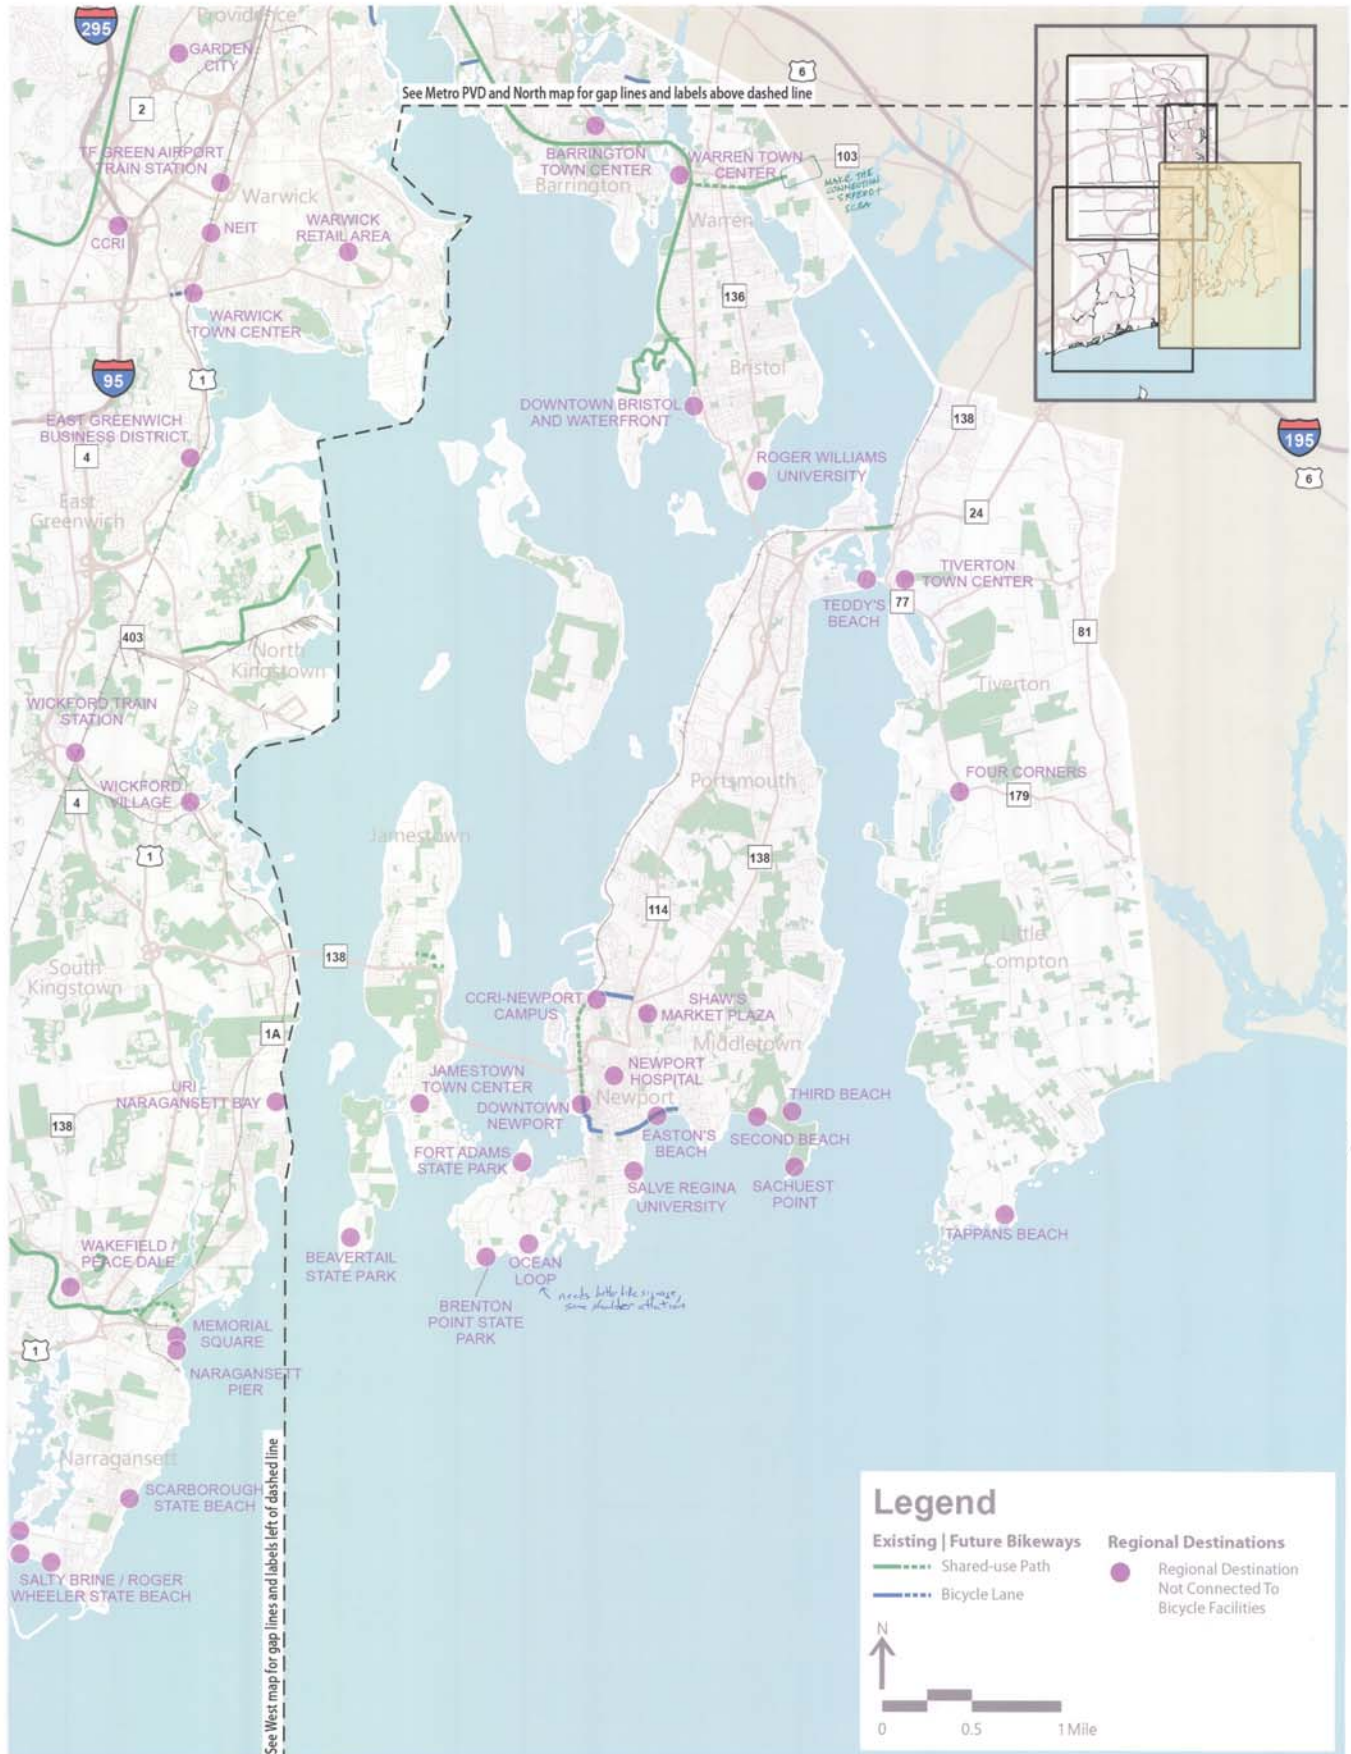 295
Providence
GARDEN
CITY
6
See Metro PVD and North map for gap lines and labels above dashed line
2
TF GREEN AIRPORT
TRAIN STATION
BARRINGTON
TOWN CENTER
Barrington
WARREN TOWN
CENTER
103
MAKE THE
CONNECTION
Warwick
CCRI
NEIT
WARWICK
RETAIL AREA
Warren
136
WARWICK
TOWN CENTER
95
1
Bristol
EAST GREENWICH
BUSINESS DISTRICT
4
DOWNTOWN BRISTOL
AND WATERFRONT
138
195
6
ROGER WILLIAMS
UNIVERSITY
East
Greenwich
24
TIVERTON
TOWN CENTER
TEDDY'S
BEACH
77
81
403
North
Kingstown
Tiverton
WICKFORD TRAIN
STATION
4
WICKFORD
VILLAGE
1
Portsmouth
FOUR CORNERS
179
Jamestown
138
114
Little
Compton
South
Kingstown
138
1A
CCRI-NEWPORT
CAMPUS
SHAW'S
MARKET PLAZA
Middletown
URI -
NARAGANSETT BAY
138
JAMESTOWN
TOWN CENTER
NEWPORT
HOSPITAL
Newport
DOWNTOWN
NEWPORT
THIRD BEACH
EASTON'S
BEACH
SECOND BEACH
FORT ADAMS
STATE PARK
SALVE REGINA
UNIVERSITY
SACHUEST
POINT
TAPPANS BEACH
WAKEFIELD /
PEACE DALE
BEAVERTAIL
STATE PARK
OCEAN
LOOP
needs better bike signage,
some shoulder
BRENTON
POINT STATE
PARK
1
MEMORIAL
SQUARE
NARAGANSETT
PIER
Narragansett
SCARBOROUGH
STATE BEACH
SALTY BRINE / ROGER
WHEELER STATE BEACH
See West map for gap lines and labels left of dashed line
Legend
Existing | Future Bikeways
Shared-use Path
Bicycle Lane
Regional Destinations
Regional Destination
Not Connected To
Bicycle Facilities
N
0 0.5 1 Mile